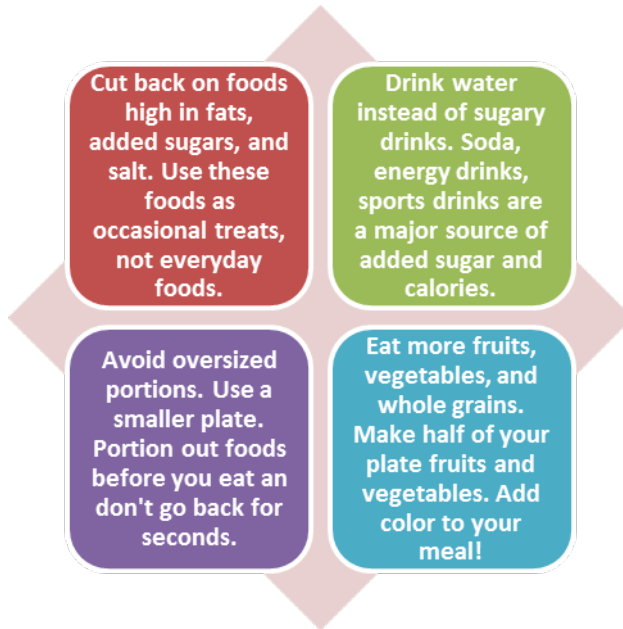 Cut back on foods
high in fats,
added sugars, and
salt. Use these
foods as
occasional treats,
not everyday
foods.
Drink water
instead of sugary
drinks. Soda,
energy drinks,
sports drinks are
a major source of
added sugar and
calories.
Avoid oversized
portions. Use a
smaller plate.
Portion out foods
before you eat an
don't go back for
seconds.
Eat more fruits,
vegetables, and
whole grains.
Make half of your
plate fruits and
vegetables. Add
color to your
meal!